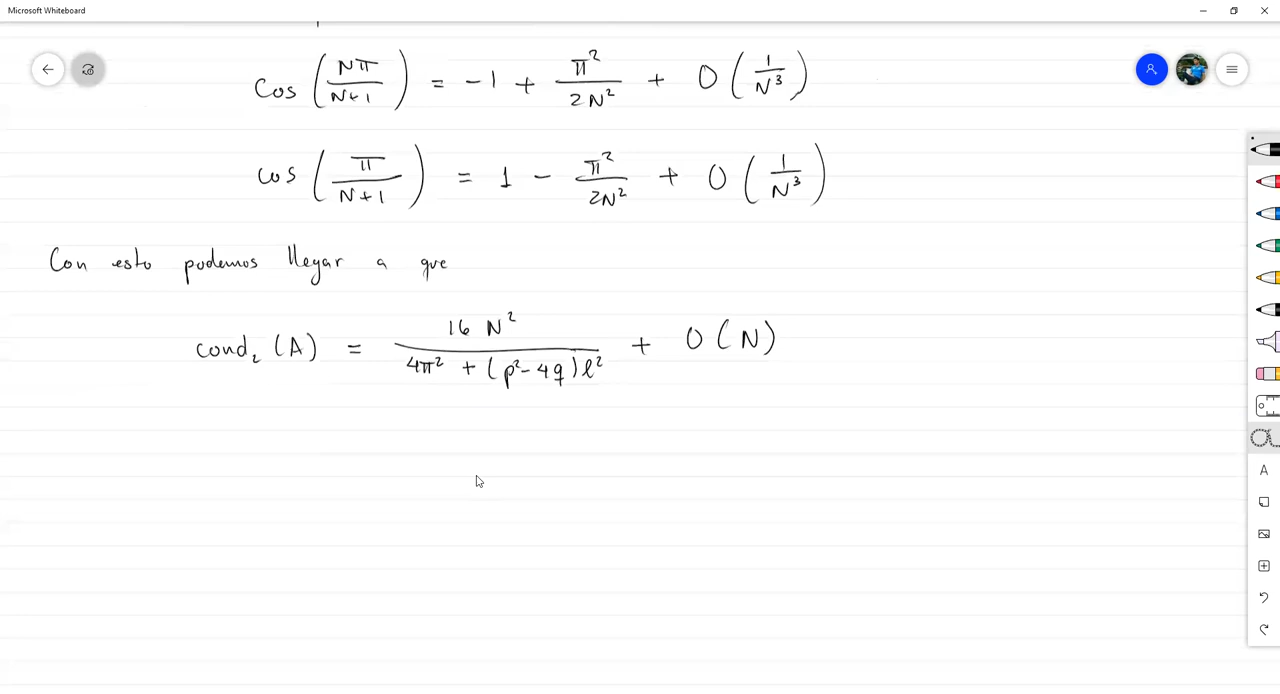 Microsoft Whiteboard
cos (Nπ/(N+1)) = -1 + π²/2N² + O(1/N³)
cos (π/(N+1)) = 1 - π²/2N² + O(1/N³)
Con esto podemos llegar a que
cond₂(A) = 16 N²/(4π² + (p²-4q)ℓ²) + O(N)
A